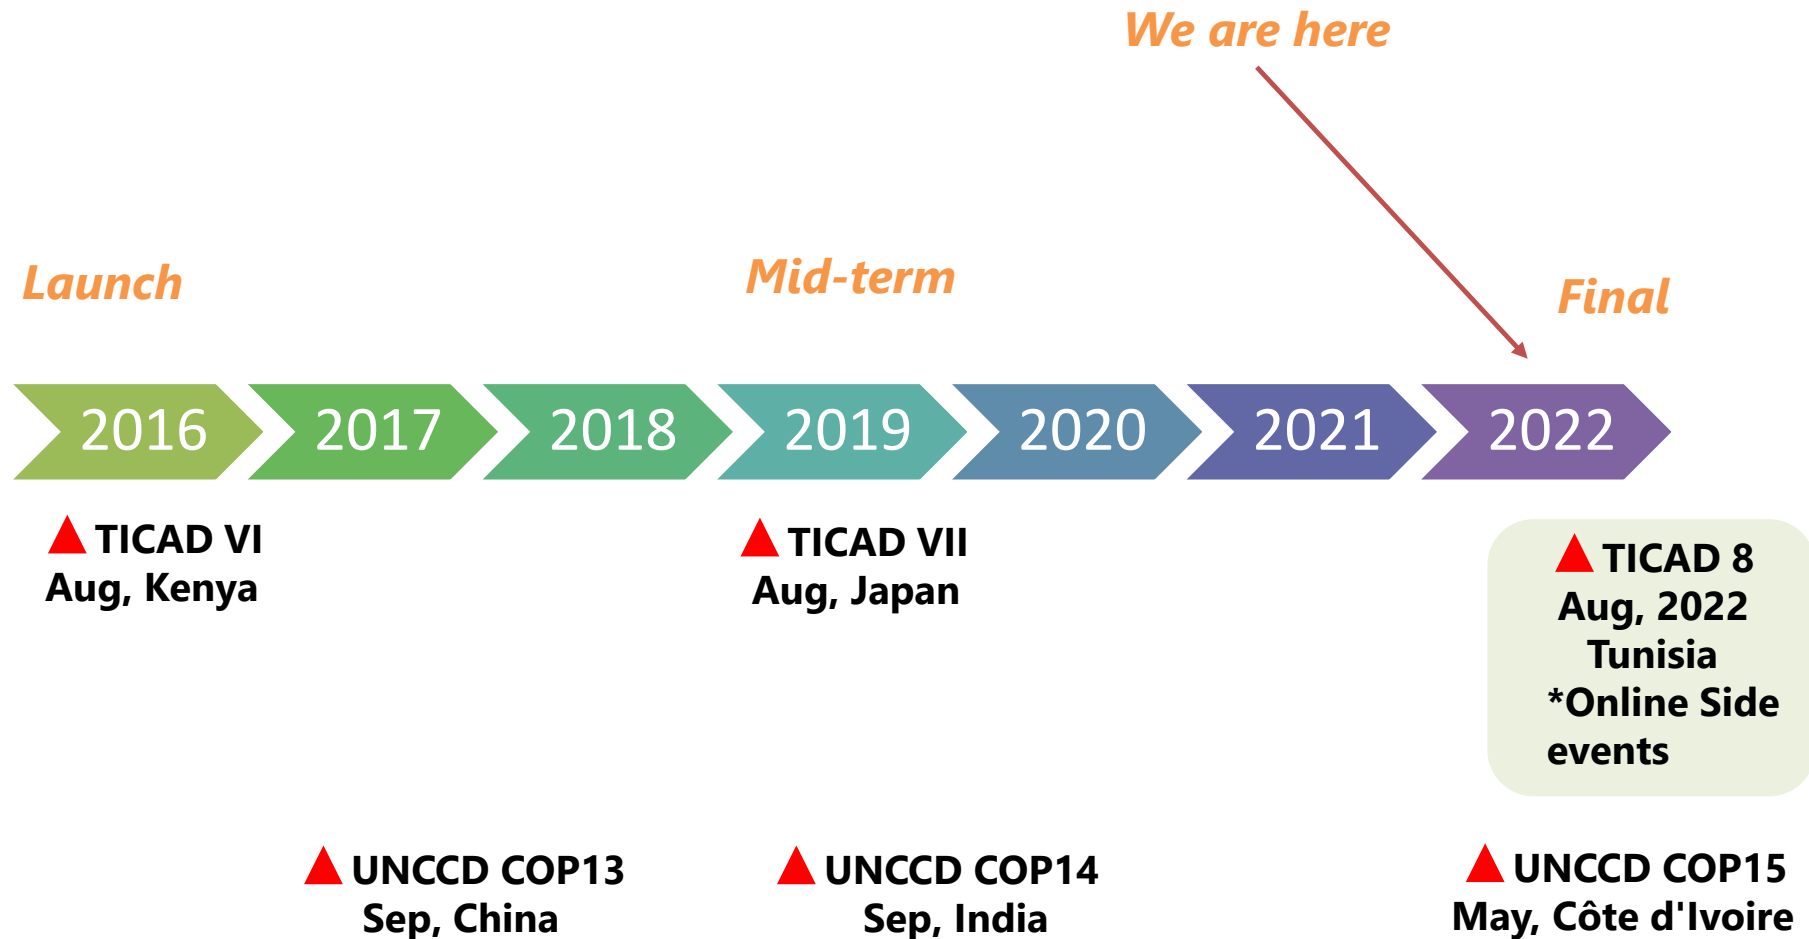 We are here
Launch
Mid-term
Final
2016
2017
2018
2019
2020
2021
2022
TICAD VI
Aug, Kenya
TICAD VII
Aug, Japan
TICAD 8
Aug, 2022
Tunisia
*Online Side
events
UNCCD COP13
Sep, China
UNCCD COP14
Sep, India
UNCCD COP15
May, Côte d'Ivoire